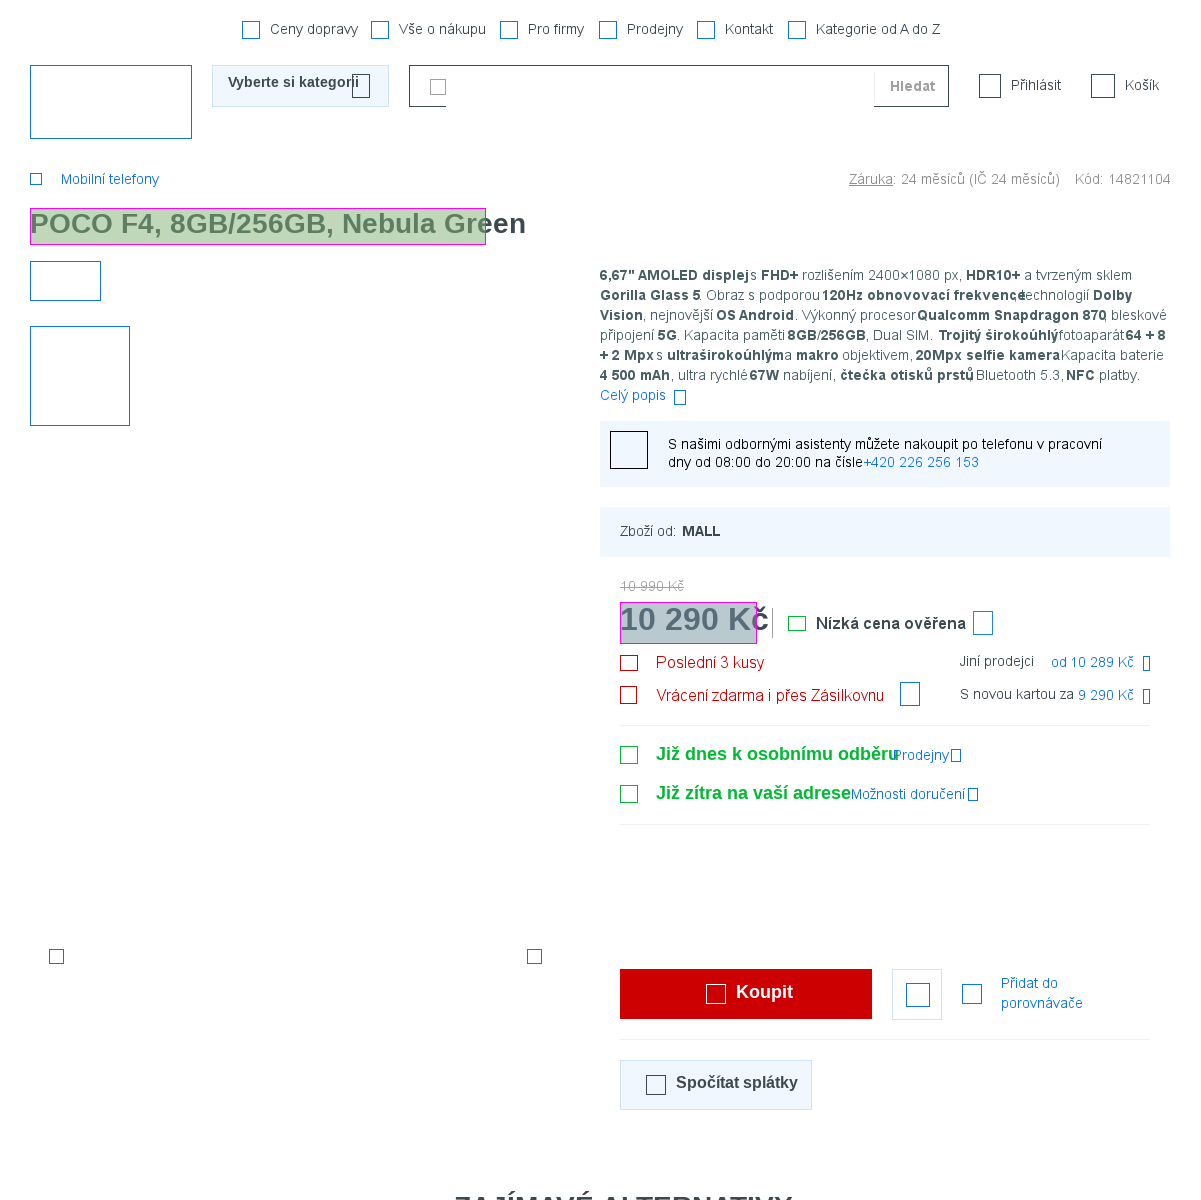 Ceny dopravy Vše o nákupu Pro firmy Prodejny Kontakt Kategorie od A do Z
Vyberte si kategorii Hledat Přihlásit Košík
Mobilní telefony Záruka: 24 měsíců (IČ 24 měsíců) Kód: 14821104
POCO F4, 8GB/256GB, Nebula Green
6,67" AMOLED displej s FHD+ rozlišením 2400×1080 px, HDR10+ a tvrzeným sklem
Gorilla Glass 5. Obraz s podporou 120Hz obnovovací frekvence, technologií Dolby
Vision, nejnovější OS Android. Výkonný procesor Qualcomm Snapdragon 870, bleskové
připojení 5G. Kapacita paměti 8GB/256GB, Dual SIM. Trojitý širokoúhlý fotoaparát 64 + 8
+ 2 Mpx s ultraširokoúhlým a makro objektivem, 20Mpx selfie kamera Kapacita baterie
4 500 mAh, ultra rychlé 67W nabíjení, čtečka otisků prstů, Bluetooth 5.3, NFC platby.
Celý popis
S našimi odbornými asistenty můžete nakoupit po telefonu v pracovní
dny od 08:00 do 20:00 na čísle +420 226 256 153
Zboží od: MALL
10 990 Kč
10 290 Kč Nízká cena ověřena
Poslední 3 kusy Jiní prodejci od 10 289 Kč
Vrácení zdarma i přes Zásilkovnu S novou kartou za 9 290 Kč
Již dnes k osobnímu odběru Prodejny
Již zítra na vaší adrese Možnosti doručení
Koupit Přidat do
porovnávače
Spočítat splátky
ZAJÍMAVÉ ALTERNATIVY